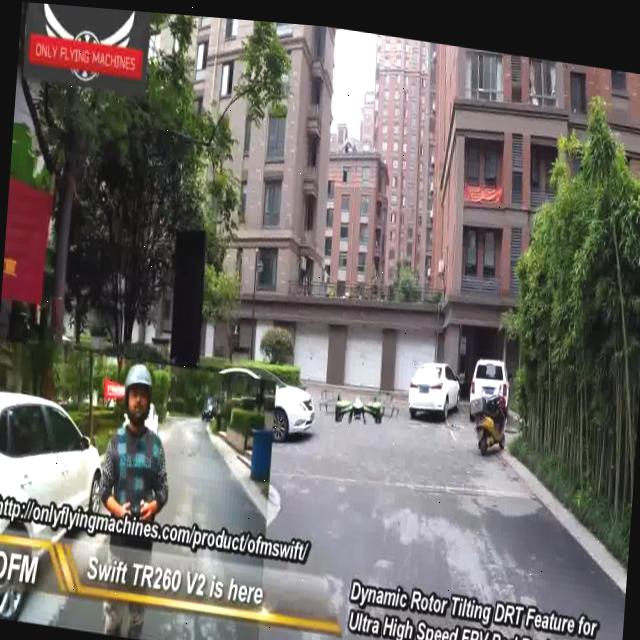 ONLY FLYING MACHINES
http://onlyflyingmachines.com/product/ofmswift/
OFM
Swift TR260 V2 is here
Dynamic Rotor Tilting DRT Feature for
Ultra High Speed FPV